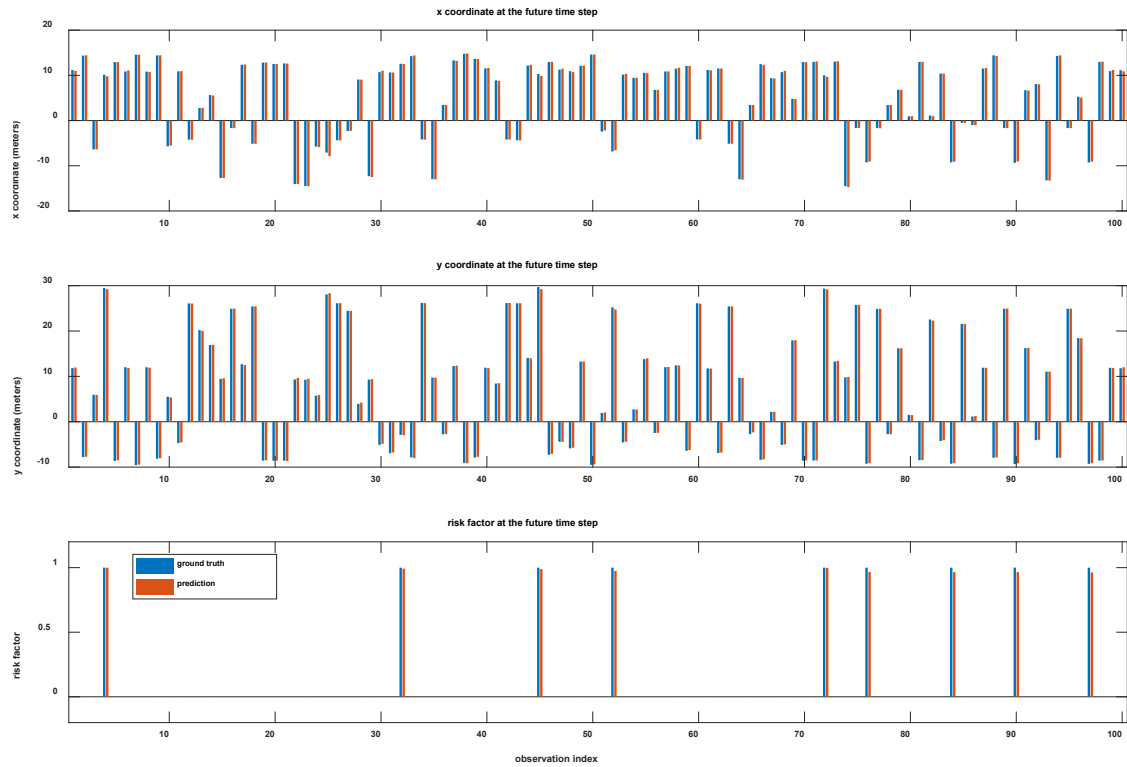 x coordinate at the future time step
20
10
0
-10
-20
x coordinate (meters)
10 20 30 40 50 60 70 80 90 100
y coordinate at the future time step
30
20
10
0
-10
y coordinate (meters)
10 20 30 40 50 60 70 80 90 100
risk factor at the future time step
1
0.5
0
risk factor
ground truth
prediction
10 20 30 40 50 60 70 80 90 100
observation index